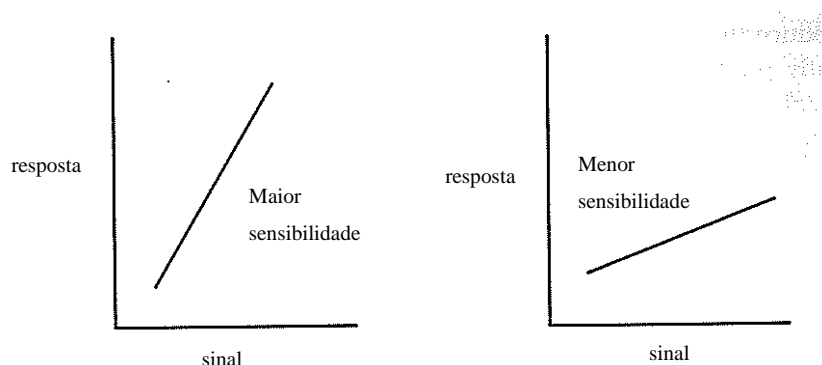 resposta
Maior
sensibilidade
sinal
resposta
Menor
sensibilidade
sinal